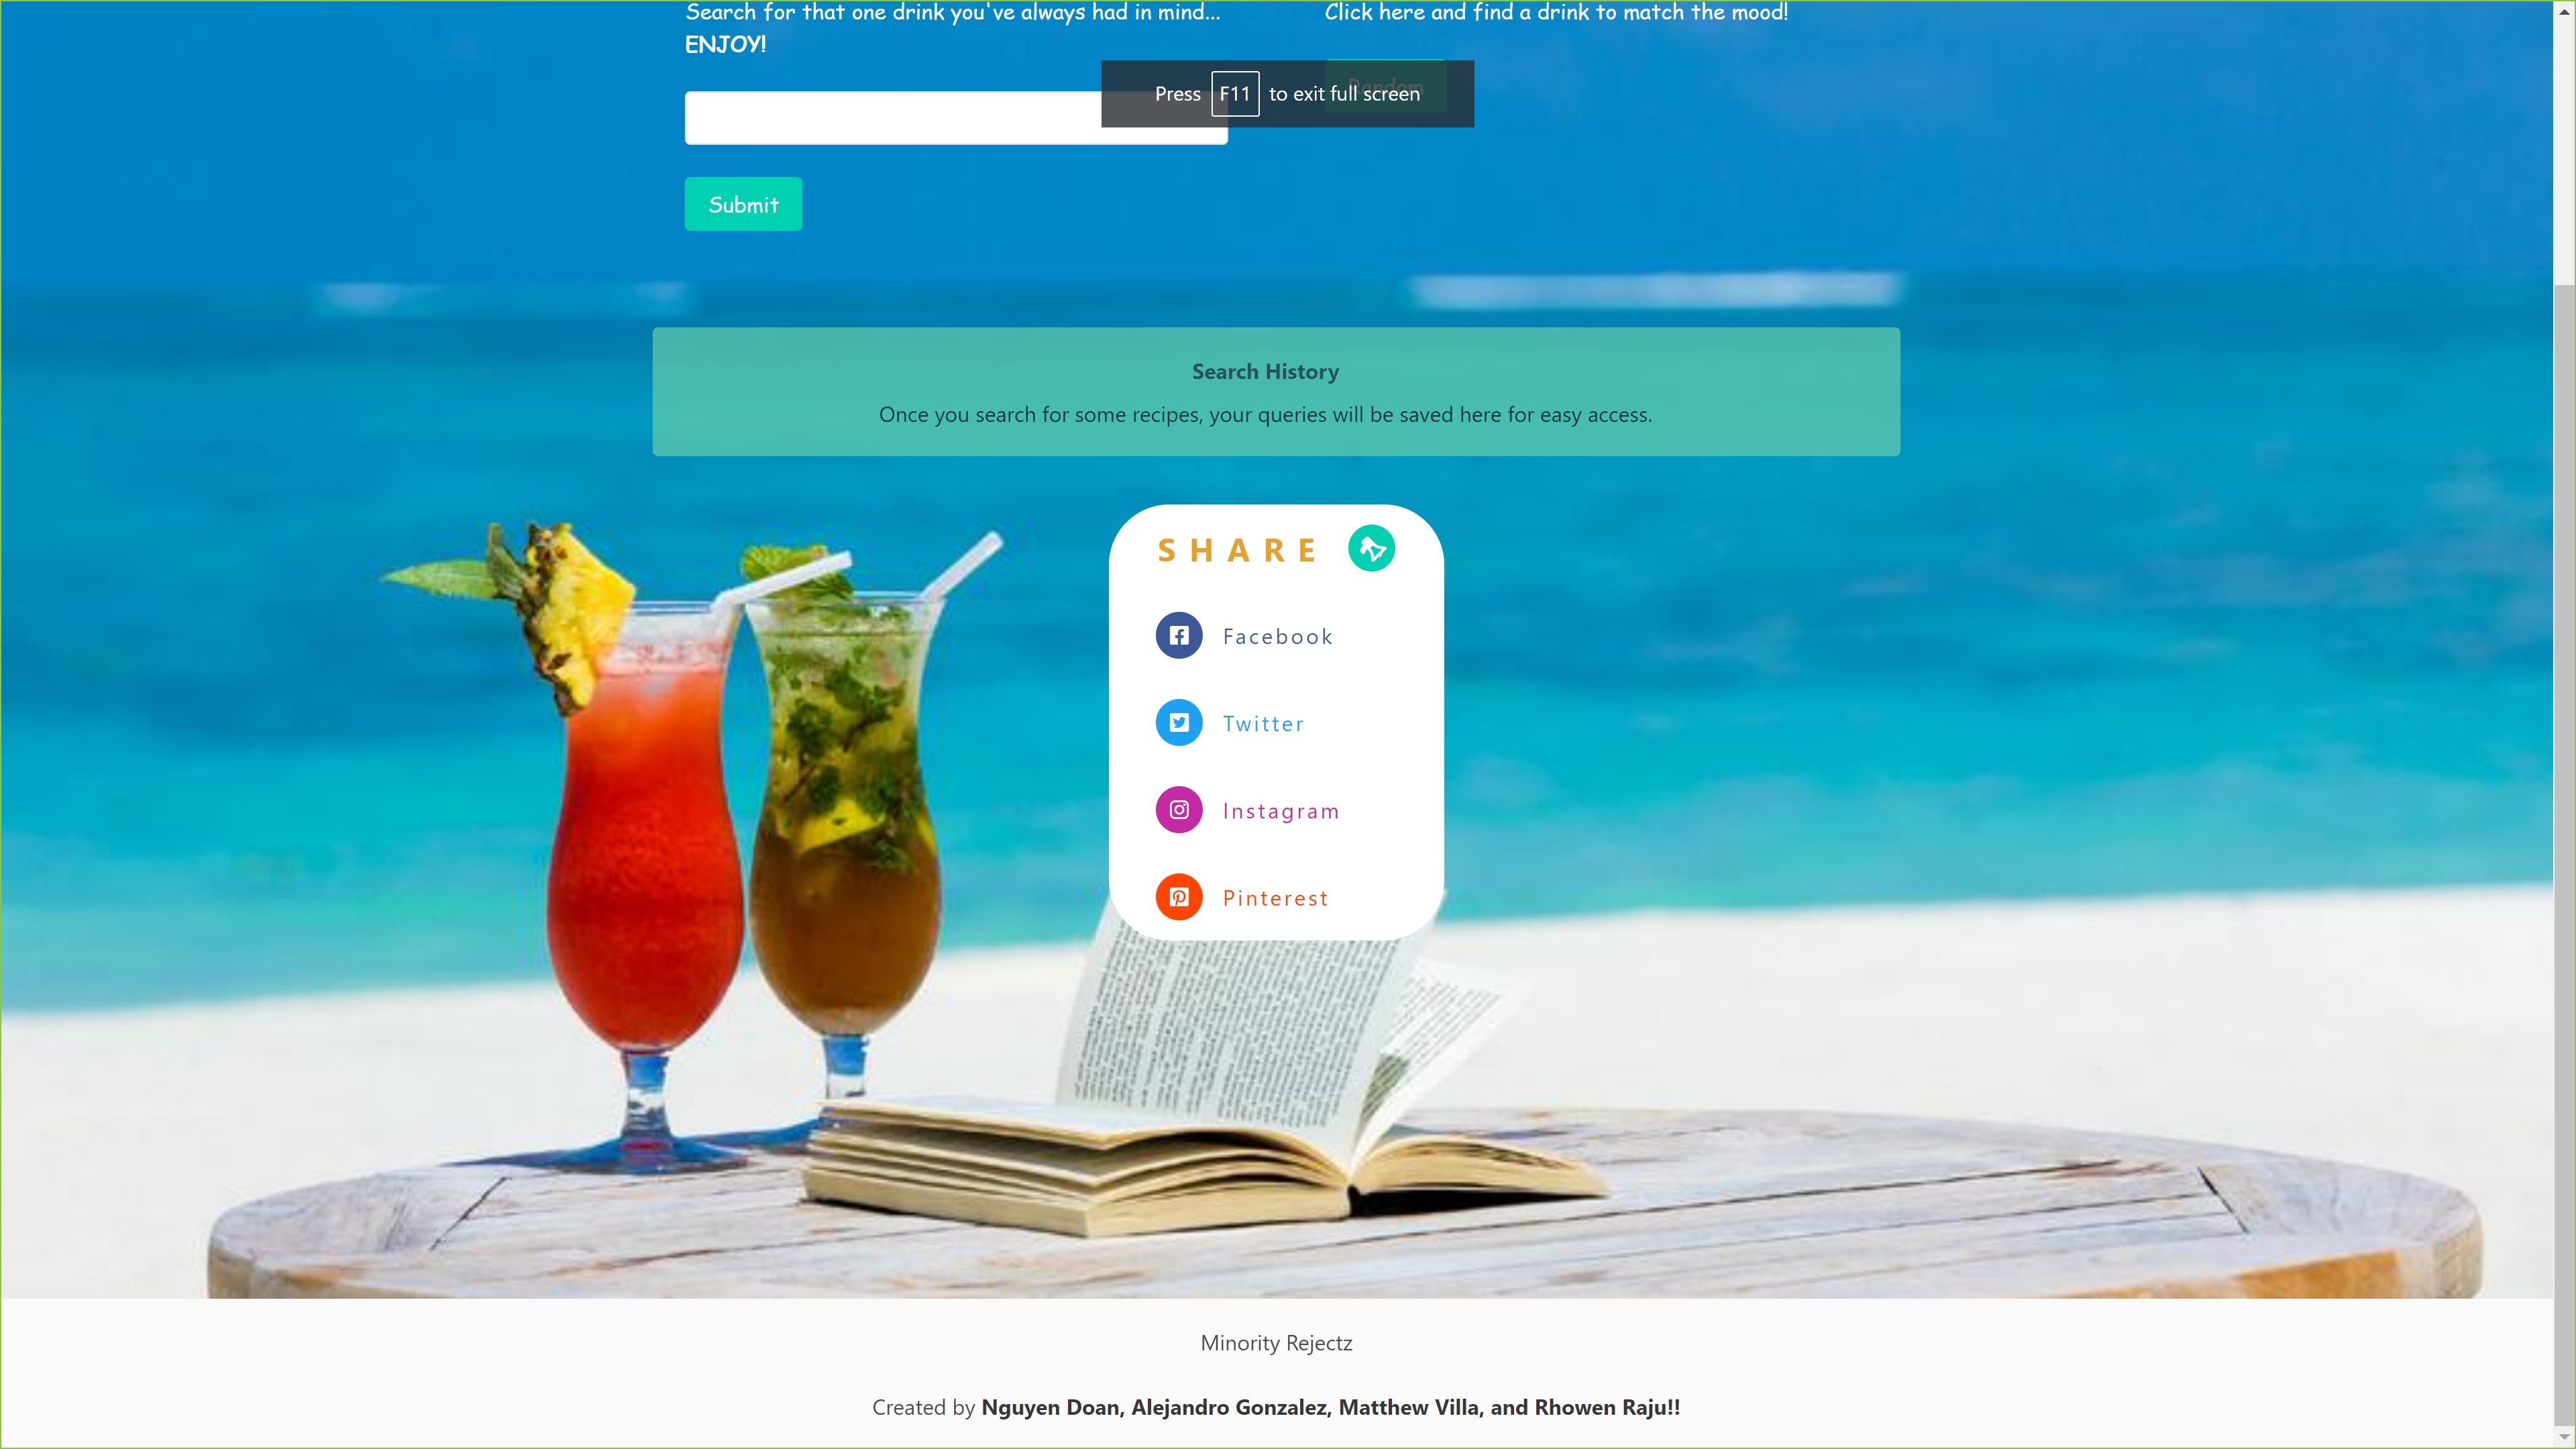 Search for that one drink you've always had in mind...
ENJOY!
Click here and find a drink to match the mood!
Random
Press F11 to exit full screen
Submit
Search History
Once you search for some recipes, your queries will be saved here for easy access.
SHARE
Facebook
Twitter
Instagram
Pinterest
Minority Rejectz
Created by Nguyen Doan, Alejandro Gonzalez, Matthew Villa, and Rhowen Raju!!